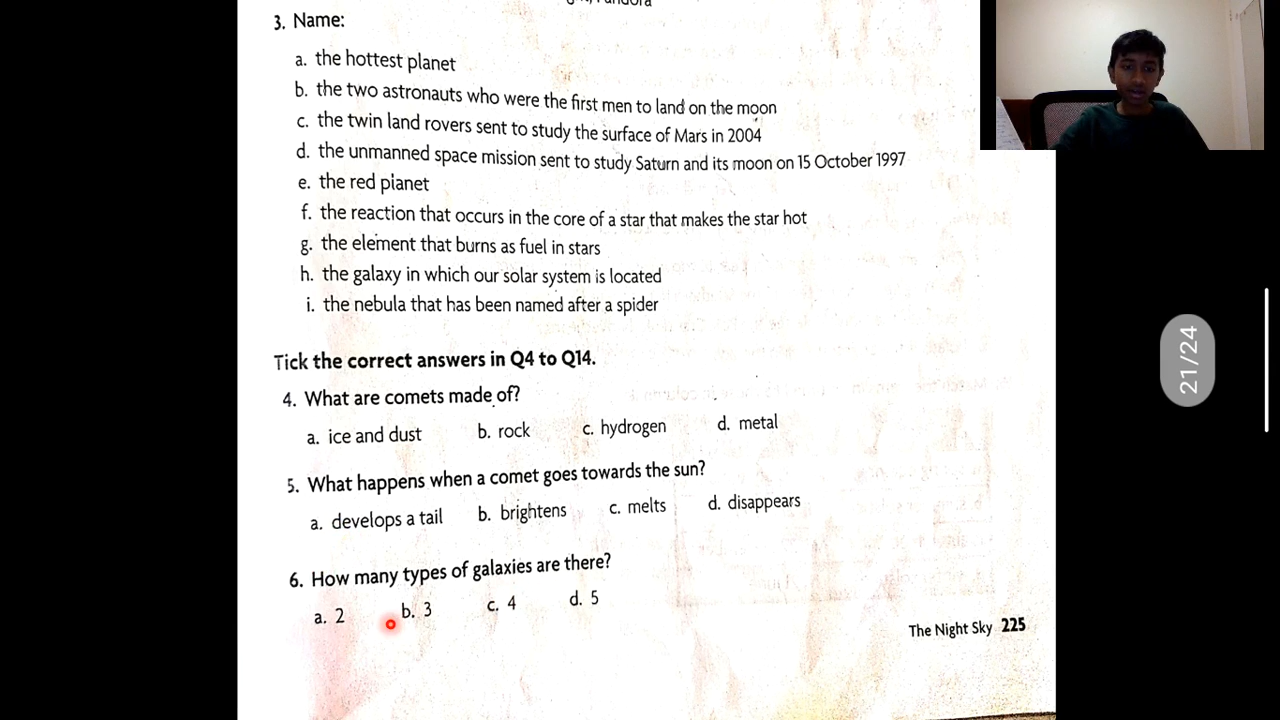 3. Name:
a. the hottest planet
b. the two astronauts who were the first men to land on the moon
c. the twin land rovers sent to study the surface of Mars in 2004
d. the unmanned space mission sent to study Saturn and its moon on 15 October 1997
e. the red planet
f. the reaction that occurs in the core of a star that makes the star hot
g. the element that burns as fuel in stars
h. the galaxy in which our solar system is located
i. the nebula that has been named after a spider
Tick the correct answers in Q4 to Q14.
4. What are comets made of?
a. ice and dust b. rock c. hydrogen d. metal
5. What happens when a comet goes towards the sun?
a. develops a tail b. brightens c. melts d. disappears
6. How many types of galaxies are there?
a. 2 b. 3 c. 4 d. 5
The Night Sky 225
21/24